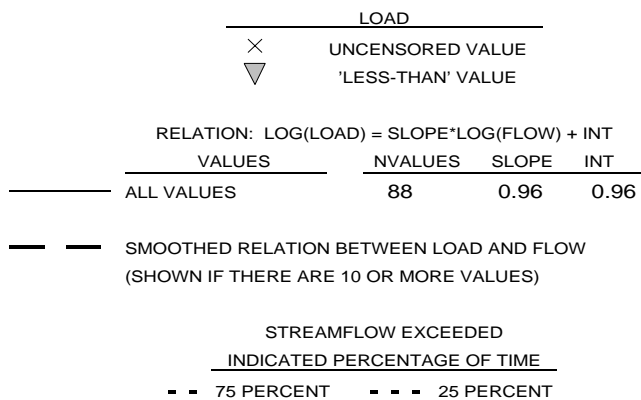 LOAD
UNCENSORED VALUE
'LESS-THAN' VALUE
RELATION: LOG(LOAD) = SLOPE*LOG(FLOW) + INT
VALUES NVALUES SLOPE INT
ALL VALUES 88 0.96 0.96
SMOOTHED RELATION BETWEEN LOAD AND FLOW
(SHOWN IF THERE ARE 10 OR MORE VALUES)
STREAMFLOW EXCEEDED
INDICATED PERCENTAGE OF TIME
75 PERCENT 25 PERCENT